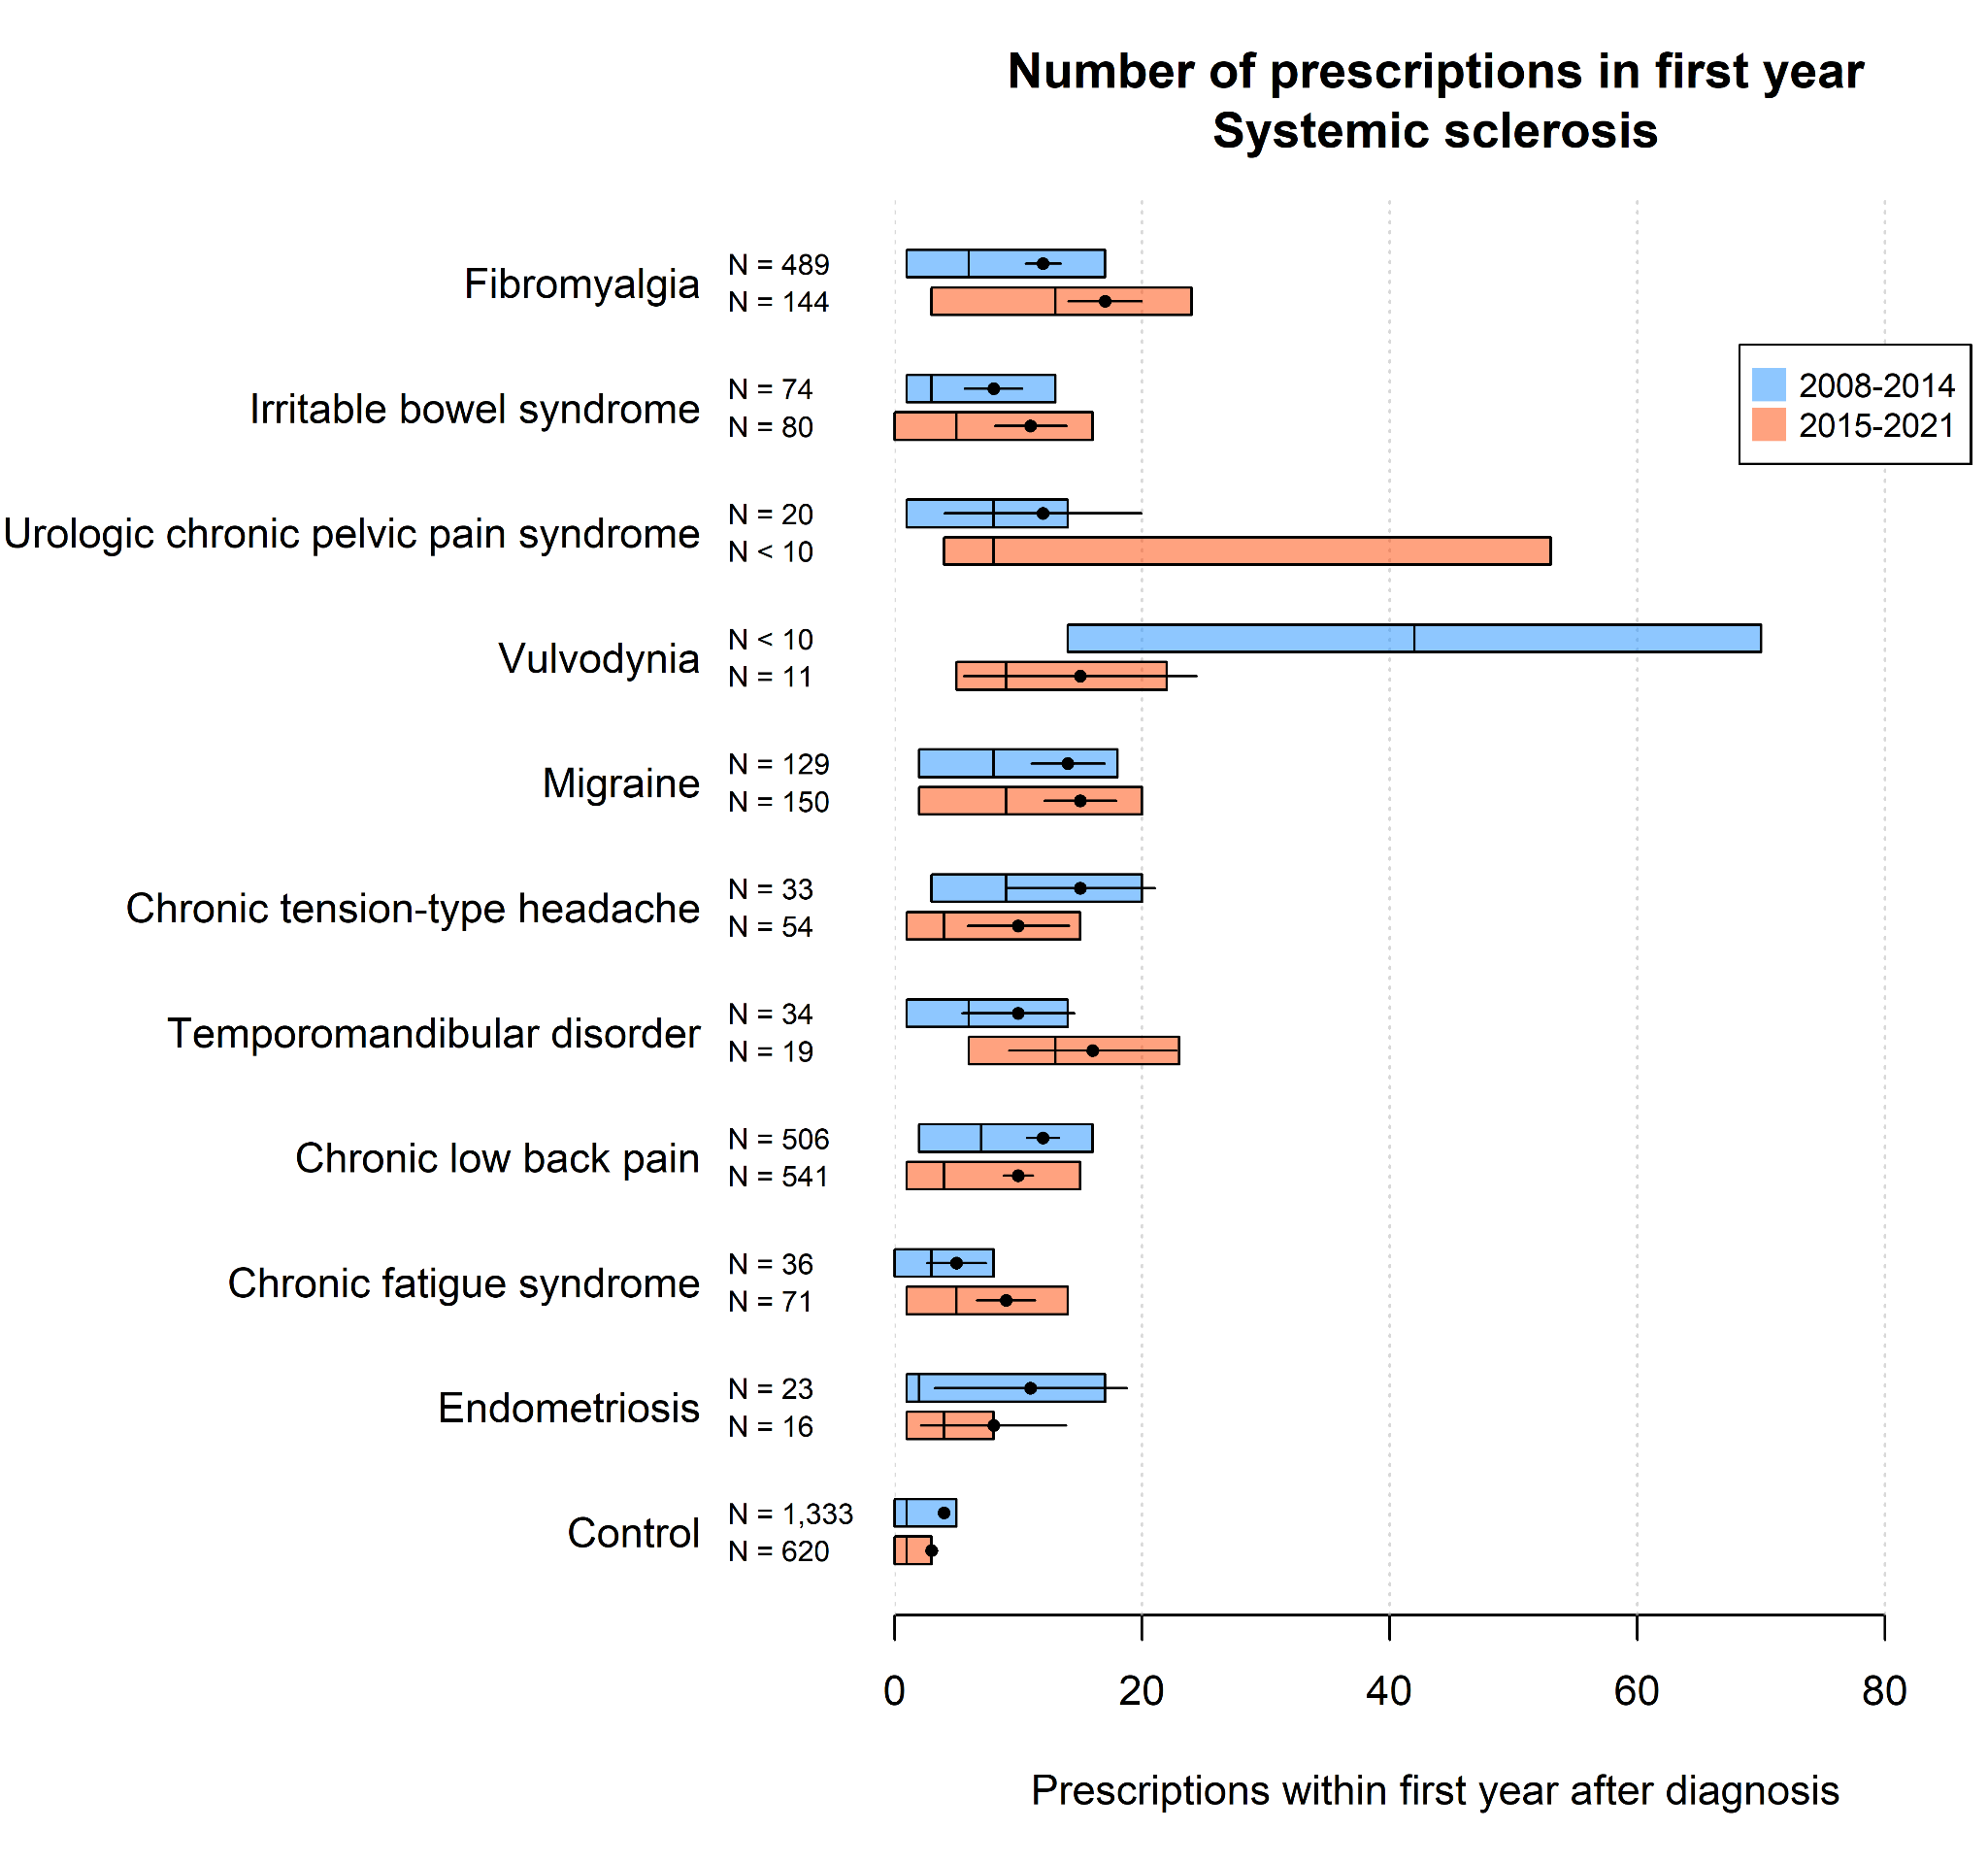 Number of prescriptions in first year
Systemic sclerosis
Fibromyalgia
N = 489
N = 144
2008-2014
2015-2021
Irritable bowel syndrome
N = 74
N = 80
Urologic chronic pelvic pain syndrome
N = 20
N < 10
Vulvodynia
N < 10
N = 11
Migraine
N = 129
N = 150
Chronic tension-type headache
N = 33
N = 54
Temporomandibular disorder
N = 34
N = 19
Chronic low back pain
N = 506
N = 541
Chronic fatigue syndrome
N = 36
N = 71
Endometriosis
N = 23
N = 16
Control
N = 1,333
N = 620
0 20 40 60 80
Prescriptions within first year after diagnosis